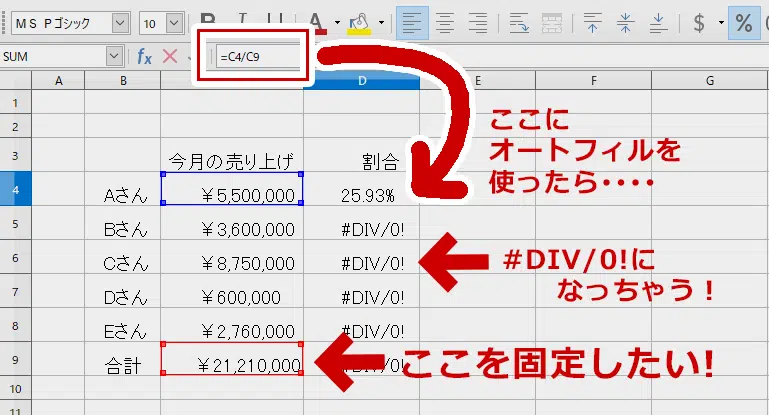 ＭＳ Ｐゴシック 10 B I U A $ %
SUM fx =C4/C9
A B D E F G
1
2
3 今月の売り上げ 割合
4 Aさん ￥5,500,000 25.93%
5 Bさん ￥3,600,000 #DIV/0!
6 Cさん ￥8,750,000 #DIV/0!
7 Dさん ￥600,000 #DIV/0!
8 Eさん ￥2,760,000 #DIV/0!
9 合計 ￥21,210,000 #DIV/0!
10
11
ここに
オートフィルを
使ったら・・・・
#DIV/0!に
なっちゃう！
ここを固定したい!